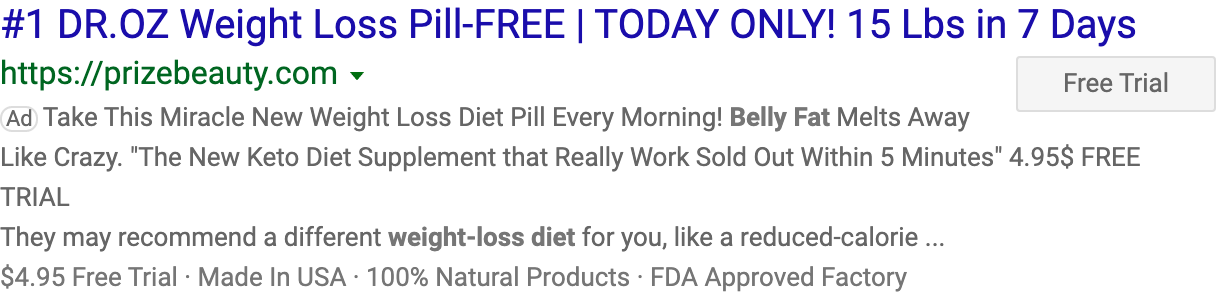 #1 DR.OZ Weight Loss Pill-FREE | TODAY ONLY! 15 Lbs in 7 Days
https://prizebeauty.com
Free Trial
Ad Take This Miracle New Weight Loss Diet Pill Every Morning! Belly Fat Melts Away
Like Crazy. "The New Keto Diet Supplement that Really Work Sold Out Within 5 Minutes" 4.95$ FREE
TRIAL
They may recommend a different weight-loss diet for you, like a reduced-calorie ...
$4.95 Free Trial · Made In USA · 100% Natural Products · FDA Approved Factory